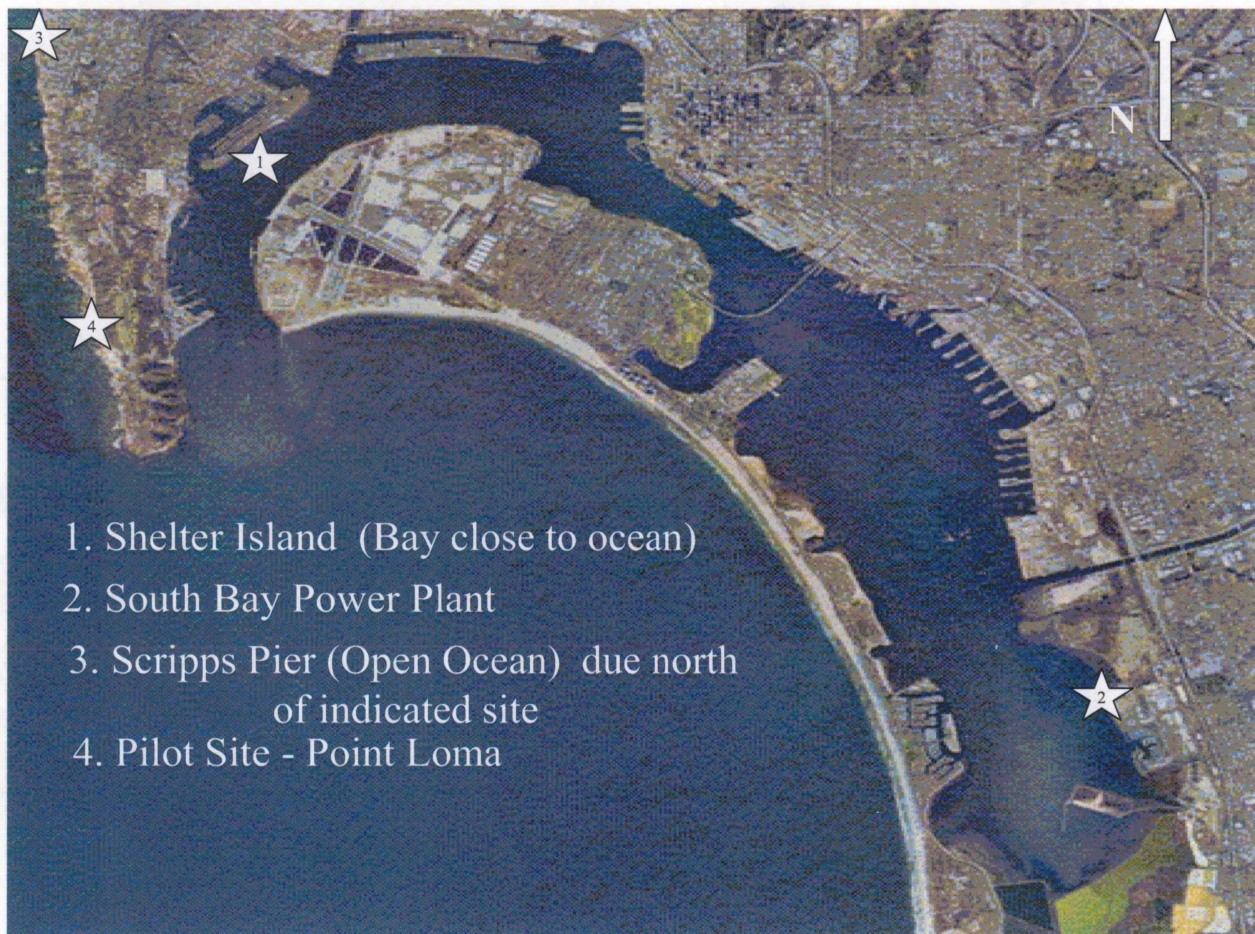 3
N
1
4
1. Shelter Island (Bay close to ocean)
2. South Bay Power Plant
3. Scripps Pier (Open Ocean) due north
of indicated site
2
4. Pilot Site - Point Loma